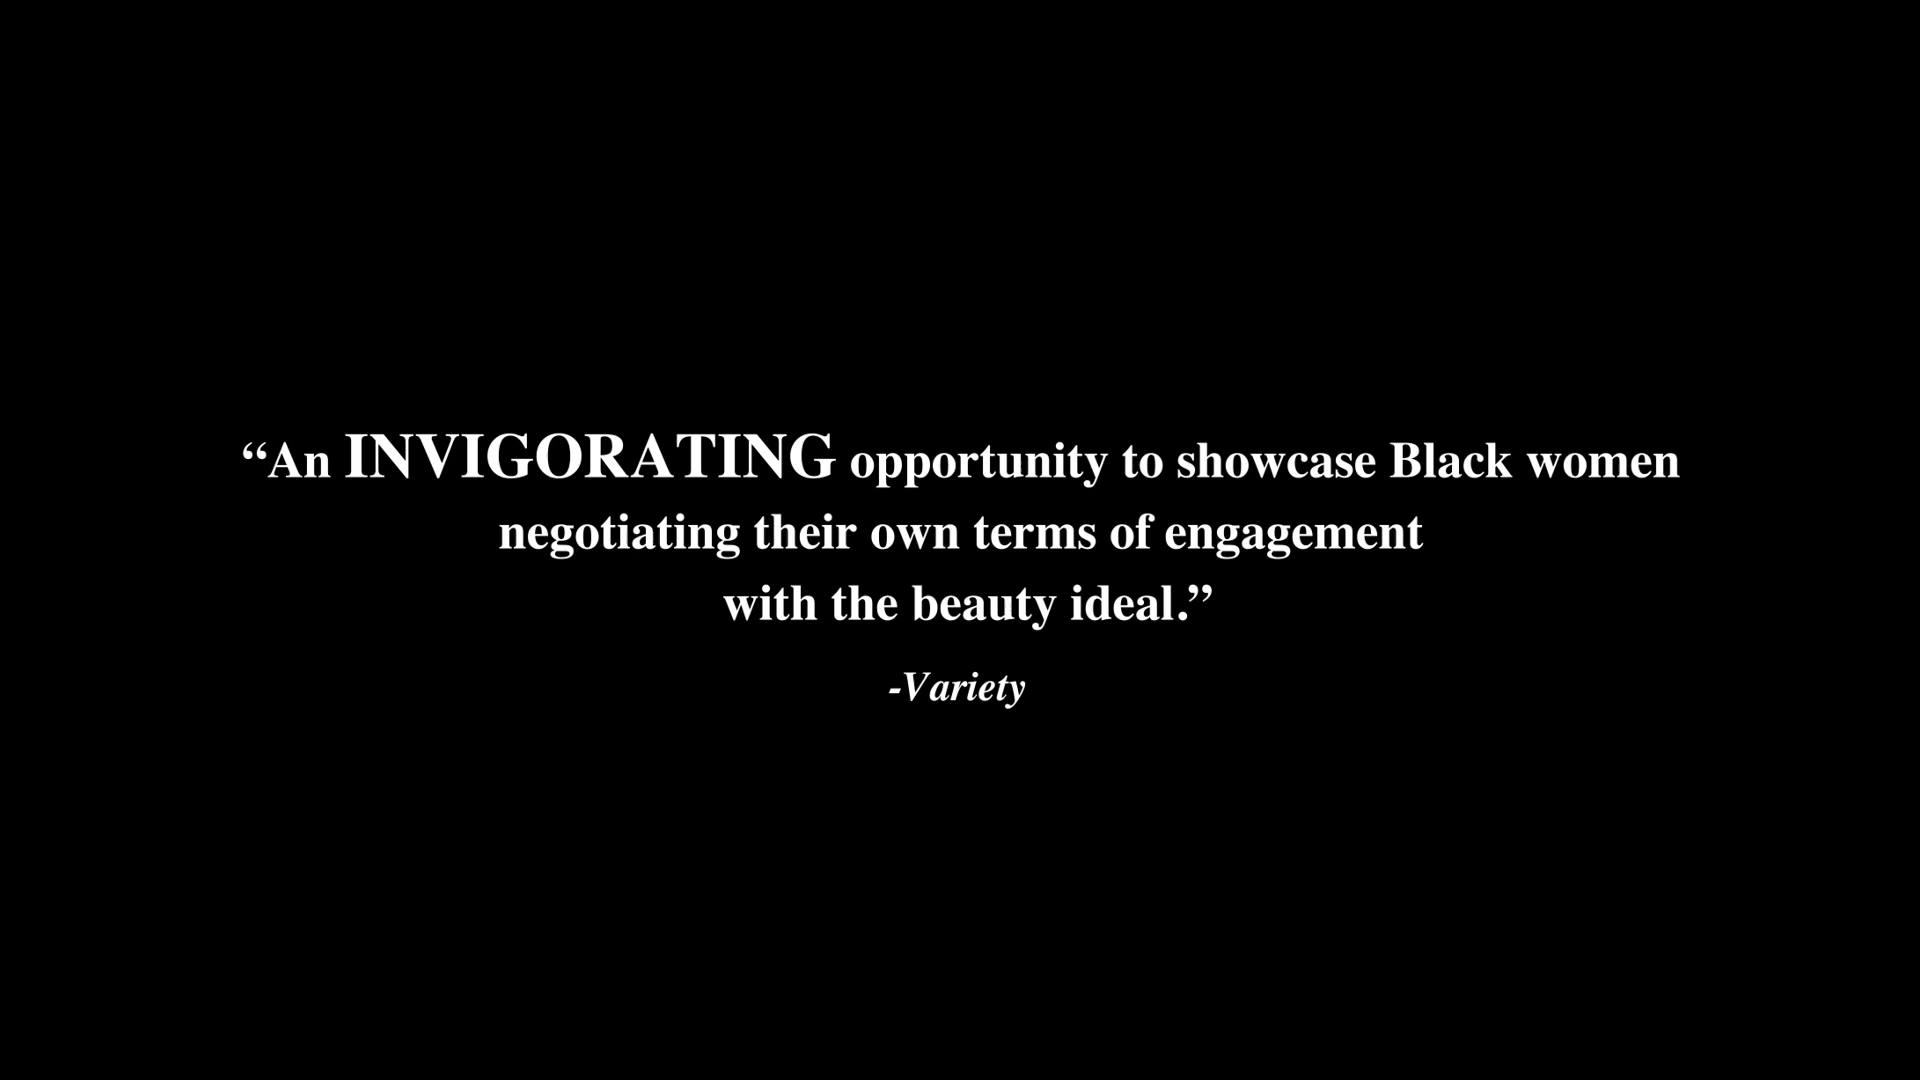 “An INVIGORATING opportunity to showcase Black women
negotiating their own terms of engagement
with the beauty ideal.”
-Variety